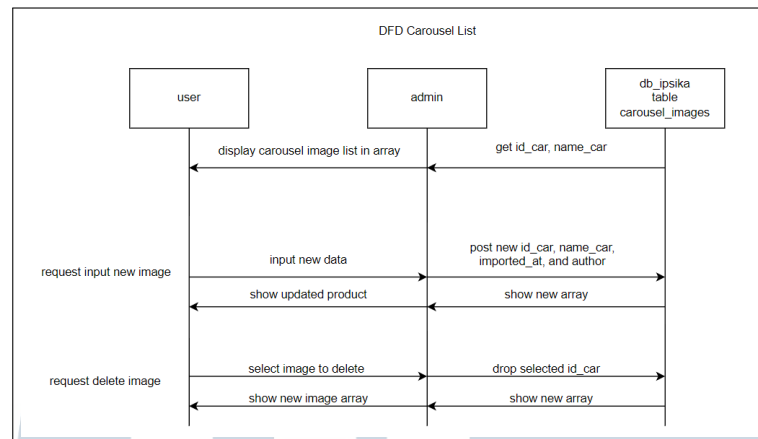 DFD Carousel List
user
admin
db_ipsika
table
carousel_images
display carousel image list in array
get id_car, name_car
request input new image
input new data
post new id_car, name_car,
imported_at, and author
show updated product
show new array
request delete image
select image to delete
drop selected id_car
show new image array
show new array